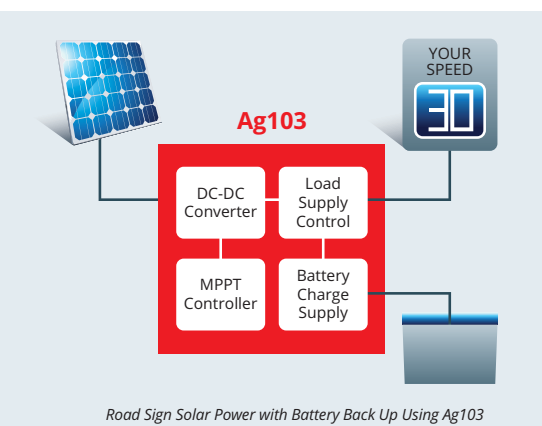 YOUR
SPEED
30
Ag103
DC-DC
Converter
Load
Supply
Control
MPPT
Controller
Battery
Charge
Supply
Road Sign Solar Power with Battery Back Up Using Ag103